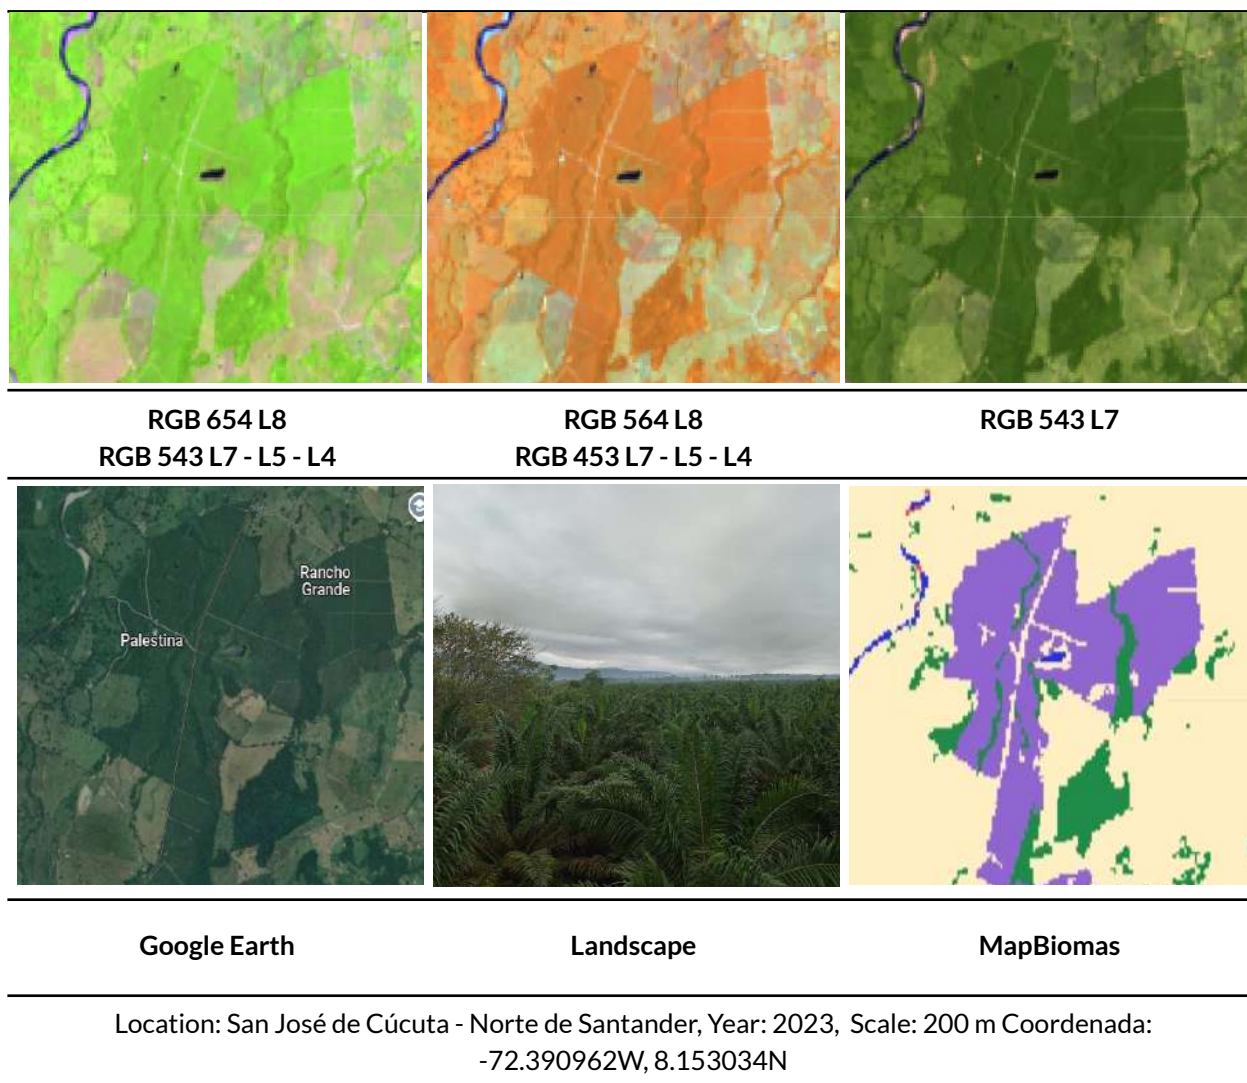 RGB 654 L8
RGB 543 L7 - L5 - L4
RGB 564 L8
RGB 453 L7 - L5 - L4
RGB 543 L7
Rancho
Grande
Palestina
Google Earth
Landscape
MapBiomas
Location: San José de Cúcuta - Norte de Santander, Year: 2023, Scale: 200 m Coordenada:
-72.390962W, 8.153034N